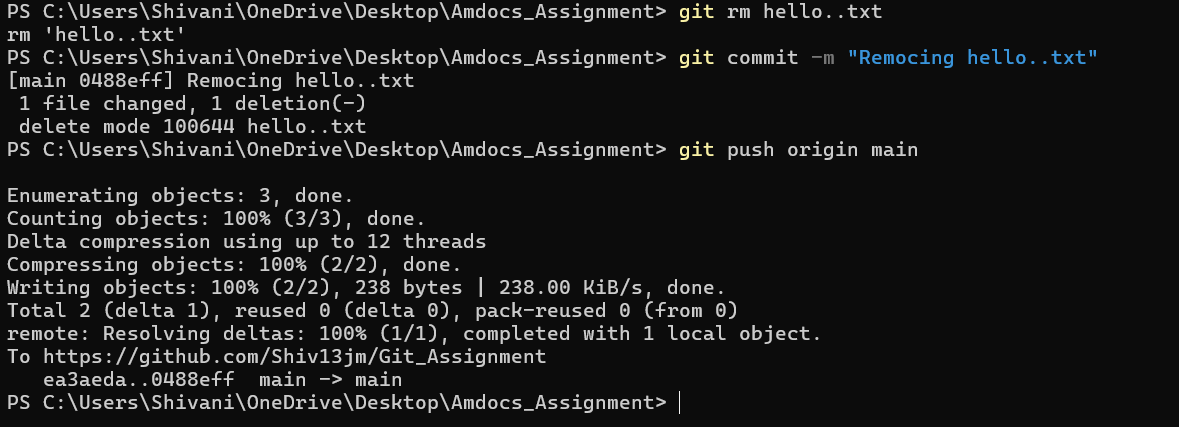 PS C:\Users\Shivani\OneDrive\Desktop\Amdocs_Assignment> git rm hello..txt
rm 'hello..txt'
PS C:\Users\Shivani\OneDrive\Desktop\Amdocs_Assignment> git commit -m "Remocing hello..txt"
[main 0488eff] Remocing hello..txt
 1 file changed, 1 deletion(-)
 delete mode 100644 hello..txt
PS C:\Users\Shivani\OneDrive\Desktop\Amdocs_Assignment> git push origin main
Enumerating objects: 3, done.
Counting objects: 100% (3/3), done.
Delta compression using up to 12 threads
Compressing objects: 100% (2/2), done.
Writing objects: 100% (2/2), 238 bytes | 238.00 KiB/s, done.
Total 2 (delta 1), reused 0 (delta 0), pack-reused 0 (from 0)
remote: Resolving deltas: 100% (1/1), completed with 1 local object.
To https://github.com/Shiv13jm/Git_Assignment
   ea3aeda..0488eff  main -> main
PS C:\Users\Shivani\OneDrive\Desktop\Amdocs_Assignment>